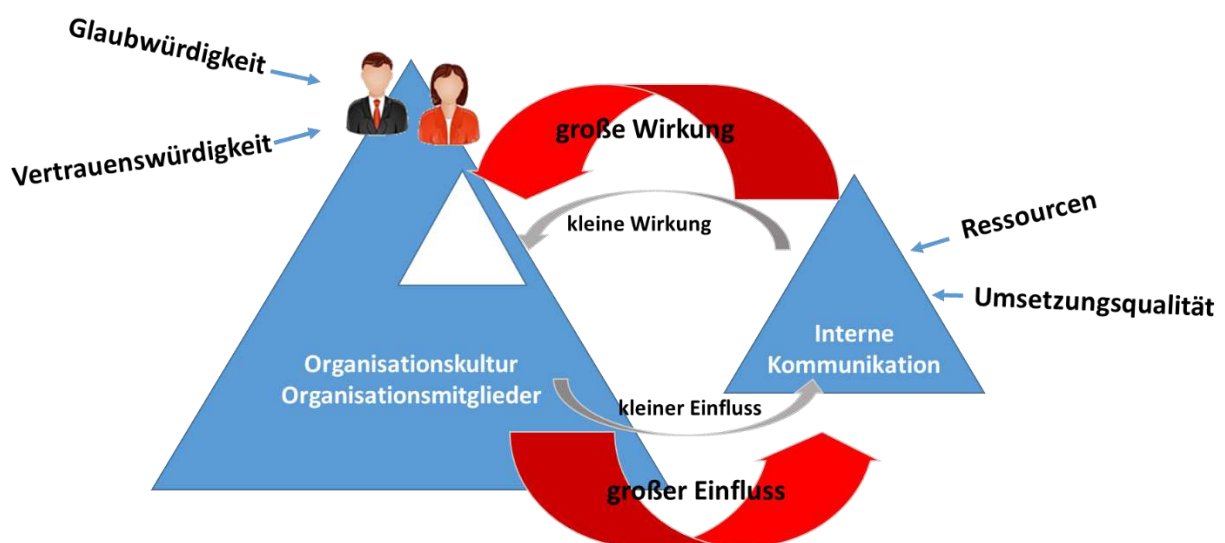 Glaubwürdigkeit
Vertrauenswürdigkeit
große Wirkung
kleine Wirkung
Ressourcen
Umsetzungsqualität
Organisationskultur
Organisationsmitglieder
Interne
Kommunikation
kleiner Einfluss
großer Einfluss